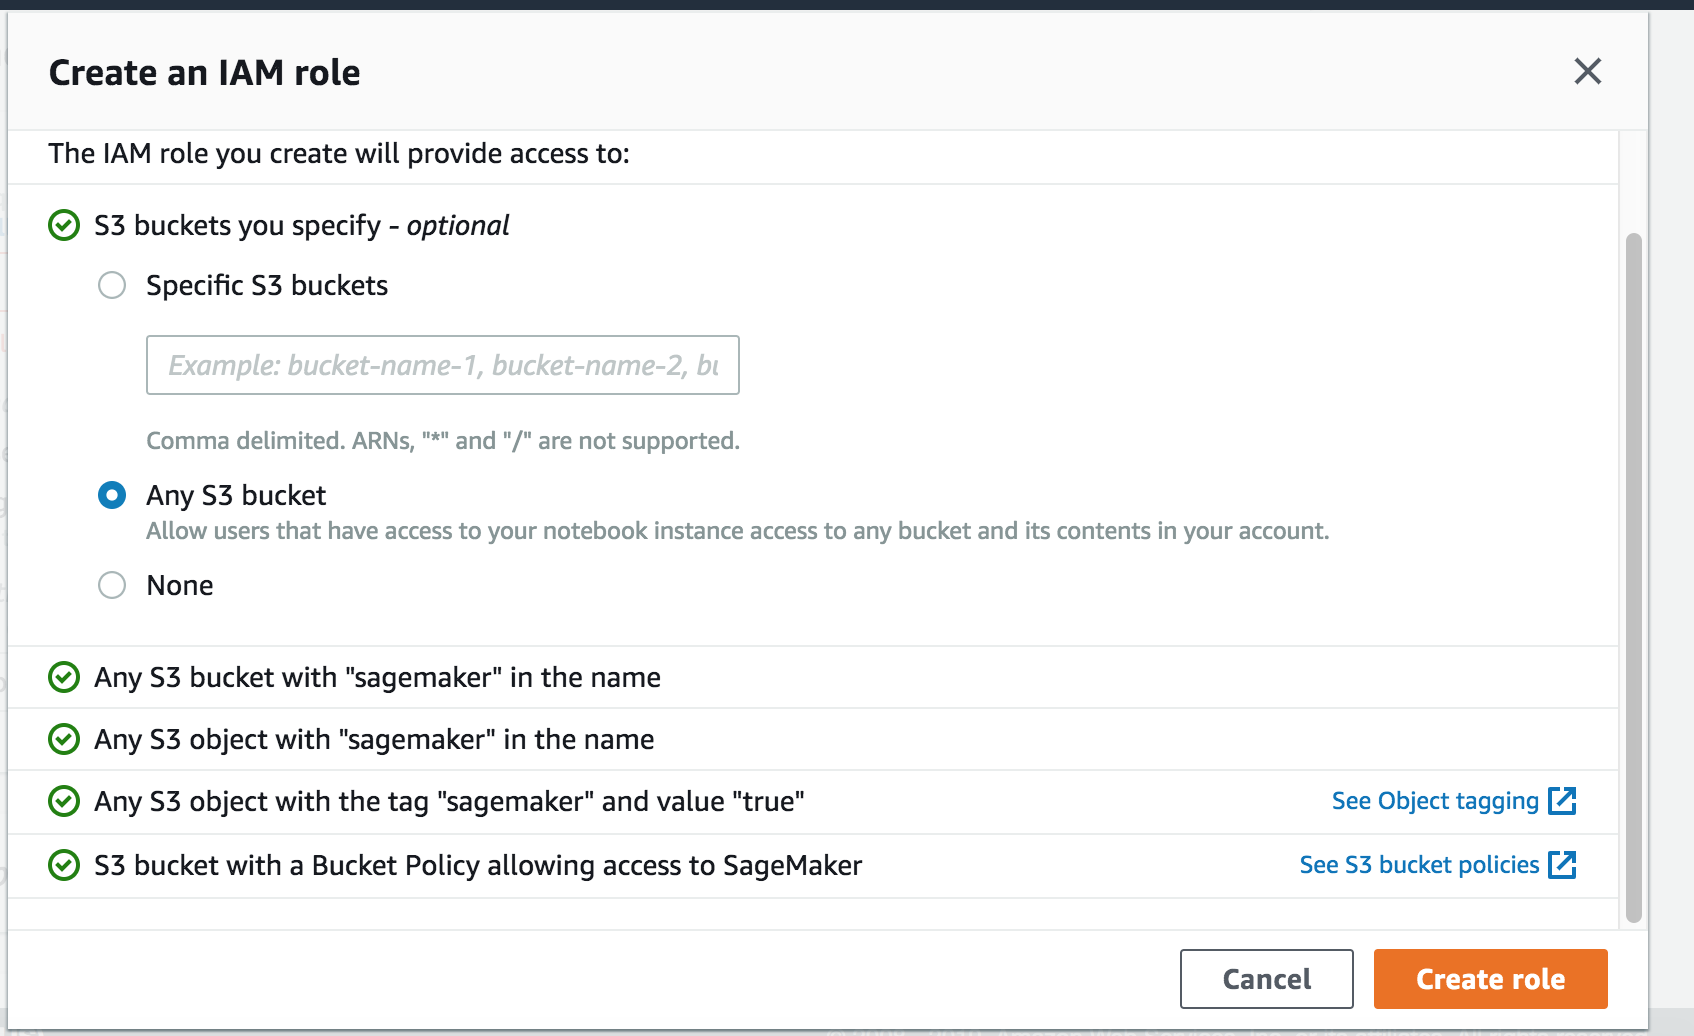 Create an IAM role
The IAM role you create will provide access to:
S3 buckets you specify - optional
Specific S3 buckets
Example: bucket-name-1, bucket-name-2, bu
Comma delimited. ARNs, "*" and "/" are not supported.
Any S3 bucket
Allow users that have access to your notebook instance access to any bucket and its contents in your account.
None
Any S3 bucket with "sagemaker" in the name
Any S3 object with "sagemaker" in the name
Any S3 object with the tag "sagemaker" and value "true"
See Object tagging
S3 bucket with a Bucket Policy allowing access to SageMaker
See S3 bucket policies
Cancel
Create role